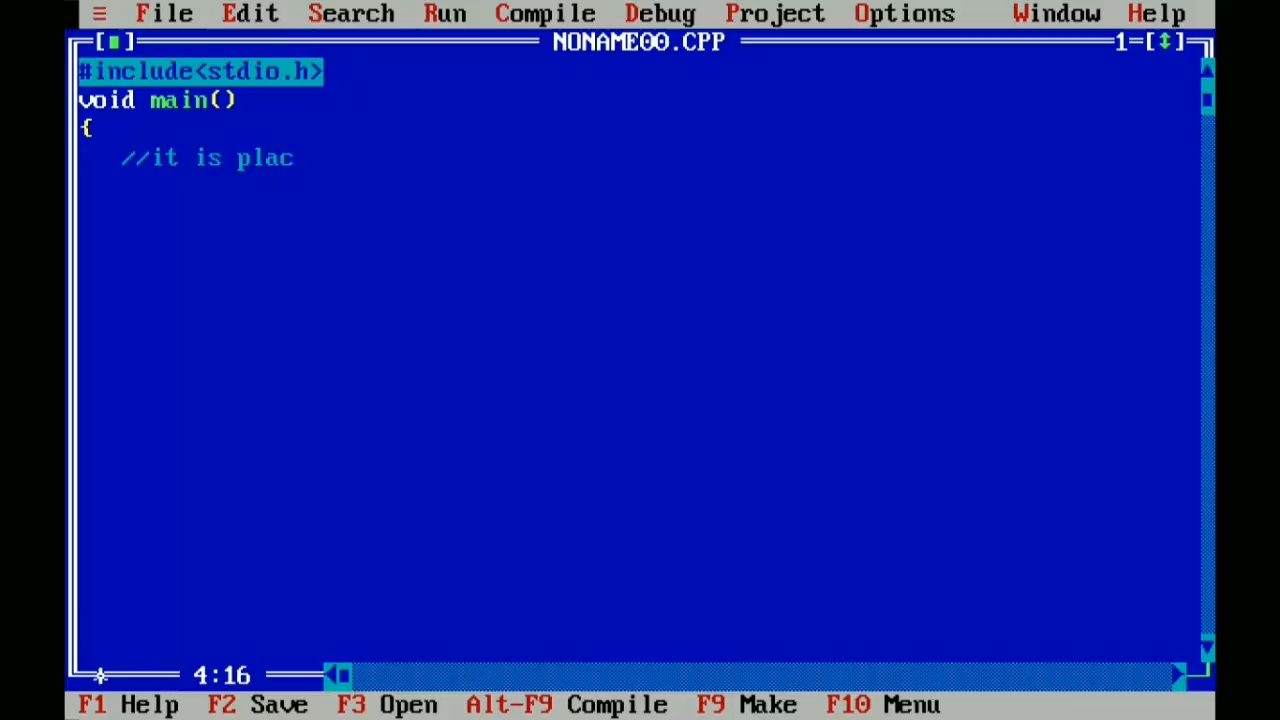 ≡ File Edit Search Run Compile Debug Project Options Window Help
[■] NONAME00.CPP 1=[↕]
#include<stdio.h>
void main()
{
//it is plac
4:16
F1 Help F2 Save F3 Open Alt-F9 Compile F9 Make F10 Menu